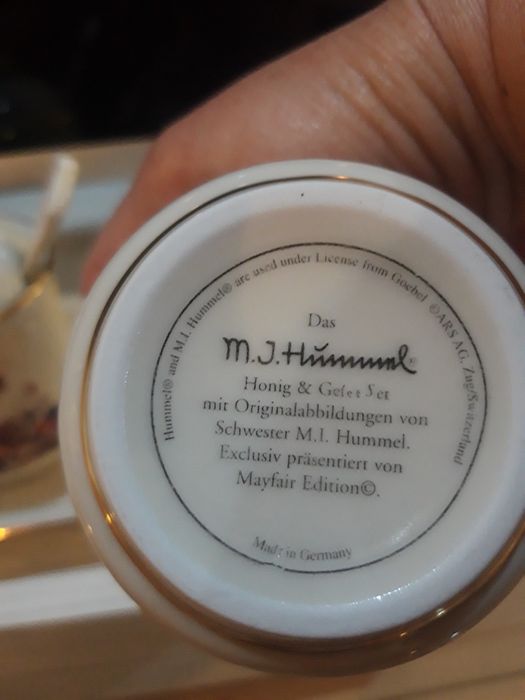 Hummel® and M.I. Hummel® are used under License from Goebel ©ARS AG, Zug/Switzerland
Das
M.J.Hummel®
Honig & Gelee Set
mit Originalabbildungen von
Schwester M.I. Hummel.
Exclusiv präsentiert von
Mayfair Edition©.
Made in Germany